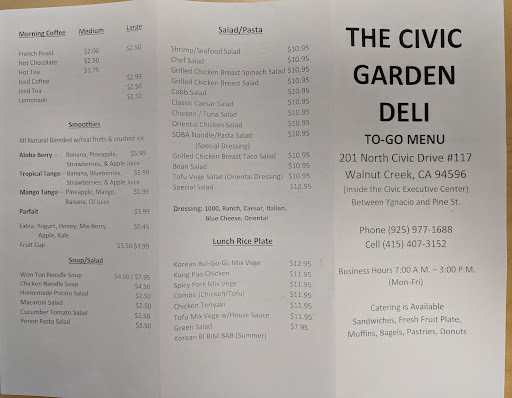 Morning Coffee Medium Large
French Roast $2.00 $2.50
Hot Chocolate $2.50
Hot Tea $1.75
Iced Coffee $2.99
Iced Tea $2.50
Lemonade $2.50
Smoothies
All Natural Blended w/real fruits & crushed ice
Aloha Berry – Banana, Pineapple, $5.99
Strawberries, & Apple Juice
Tropical Tango – Banana, Blueberries, $3.99
Strawberries, & Apple Juice
Mango Tango – Pineapple, Mango, $5.99
Banana, OJ Juice
Parfait $3.99
Extra: Yogurt, Honey, Mix-Berry, $0.45
Apple, Kale
Fruit Cup $3.50-$3.99
Soup/Salad
Won Ton Noodle Soup $4.50 / $7.95
Chicken Noodle Soup $4.50
Homemade Potato Salad $2.50
Macaroni Salad $2.50
Cucumber Tomato Salad $2.50
Penne Pasta Salad $3.50
Salad/Pasta
Shrimp/Seafood Salad $10.95
Chef Salad $10.95
Grilled Chicken Breast Spinach Salad $10.95
Grilled Chicken Breast Salad $10.95
Cobb Salad $10.95
Classic Caesar Salad $10.95
Chicken / Tuna Salad $10.95
Oriental Chicken Salad $10.95
SOBA Noodle/Pasta Salad $10.95
(Special Dressing)
Grilled Chicken Breast Taco Salad $10.95
Bean Salad $10.95
Tofu Vege Salad (Oriental Dressing) $10.95
Special Salad $12.95
Dressing: 1000, Ranch, Caesar, Italian,
Blue Cheese, Oriental
Lunch Rice Plate
Korean Bul-Go-Gi, Mix Vege $12.95
Kung Pao Chicken $11.95
Spicy Pork Mix Vege $11.95
Combo (Chicken/Tofu) $11.95
Chicken Teriyaki $11.95
Tofu Mix Vege w/House Sauce $11.95
Green Salad $7.95
Korean BI BIM BAB (Summer)
THE CIVIC
GARDEN
DELI
TO-GO MENU
201 North Civic Drive #117
Walnut Creek, CA 94596
(Inside the Civic Executive Center)
Between Ygnacio and Pine St.
Phone (925) 977-1688
Cell (415) 407-3152
Business Hours 7:00 A.M. – 3:00 P.M.
(Mon-Fri)
Catering is Available
Sandwiches, Fresh Fruit Plate,
Muffins, Bagels, Pastries, Donuts